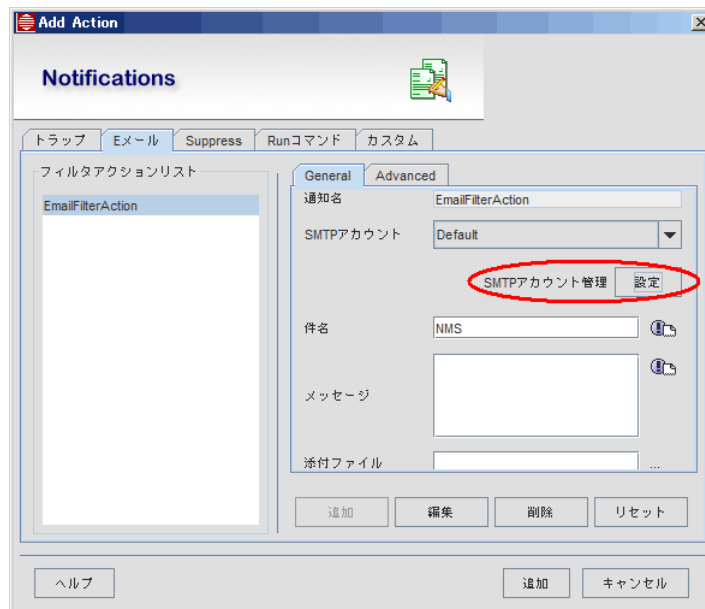 Add Action
Notifications
トラップ Eメール Suppress Runコマンド カスタム
フィルタアクションリスト
EmailFilterAction
General Advanced
通知名 EmailFilterAction
SMTPアカウント Default
SMTPアカウント管理 設定
件名 NMS
メッセージ
添付ファイル ...
追加 編集 削除 リセット
ヘルプ 追加 キャンセル